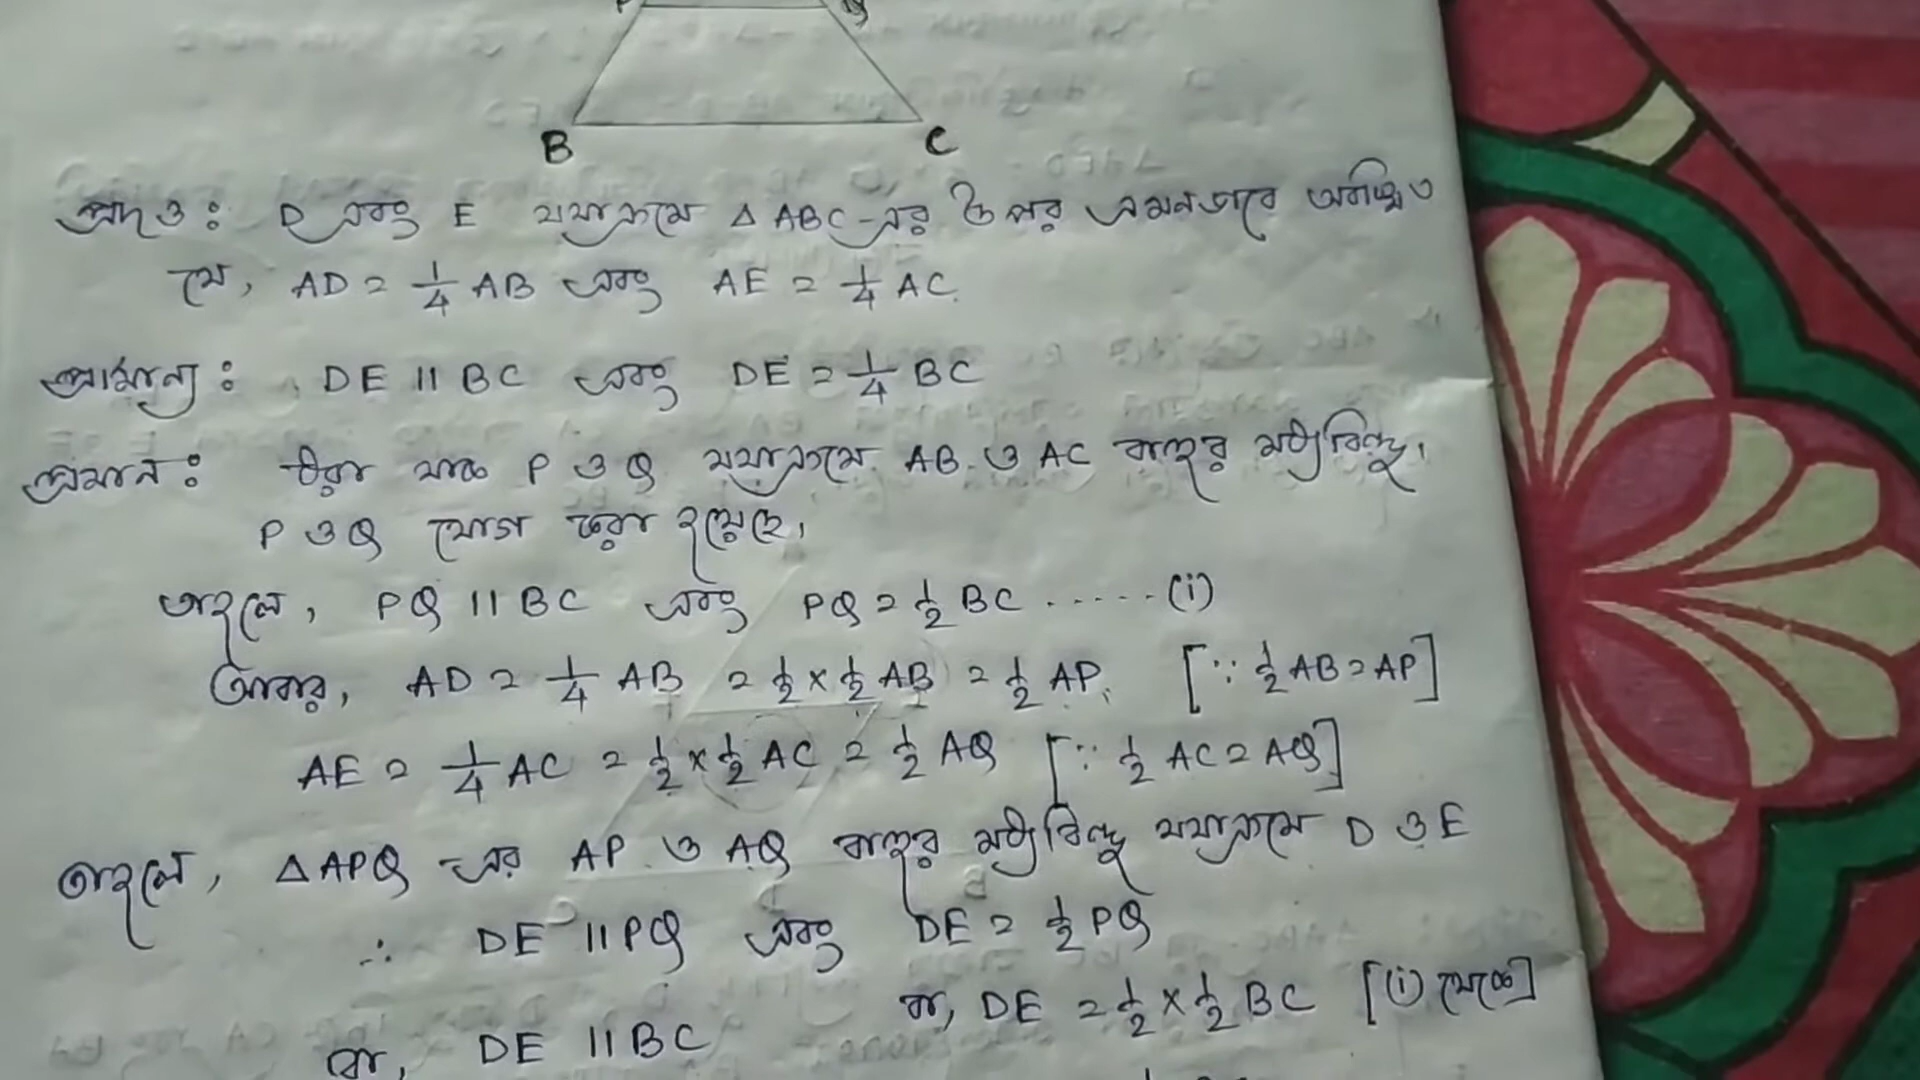 P Q
B C
প্রদত্ত : D এবং E যথাক্রমে Δ ABC-এর উপর এমনভাবে অবস্থিত
যে, AD = 1/4 AB এবং AE = 1/4 AC.
প্রামান্য : DE || BC এবং DE = 1/4 BC
প্রমান : ধরা যাক P ও Q যথাক্রমে AB ও AC বাহুর মধ্যবিন্দু।
P ও Q যোগ করা হয়েছে।
তাহলে, PQ || BC এবং PQ = 1/2 BC ......(i)
আবার, AD = 1/4 AB = 1/2 × 1/2 AB = 1/2 AP [∵ 1/2 AB = AP]
AE = 1/4 AC = 1/2 × 1/2 AC = 1/2 AQ [∵ 1/2 AC = AQ]
তাহলে, ΔAPQ -এর AP ও AQ বাহুর মধ্যবিন্দু যথাক্রমে D ও E
∴ DE || PQ এবং DE = 1/2 PQ
বা, DE = 1/2 × 1/2 BC [(i) থেকে]
বা, DE || BC